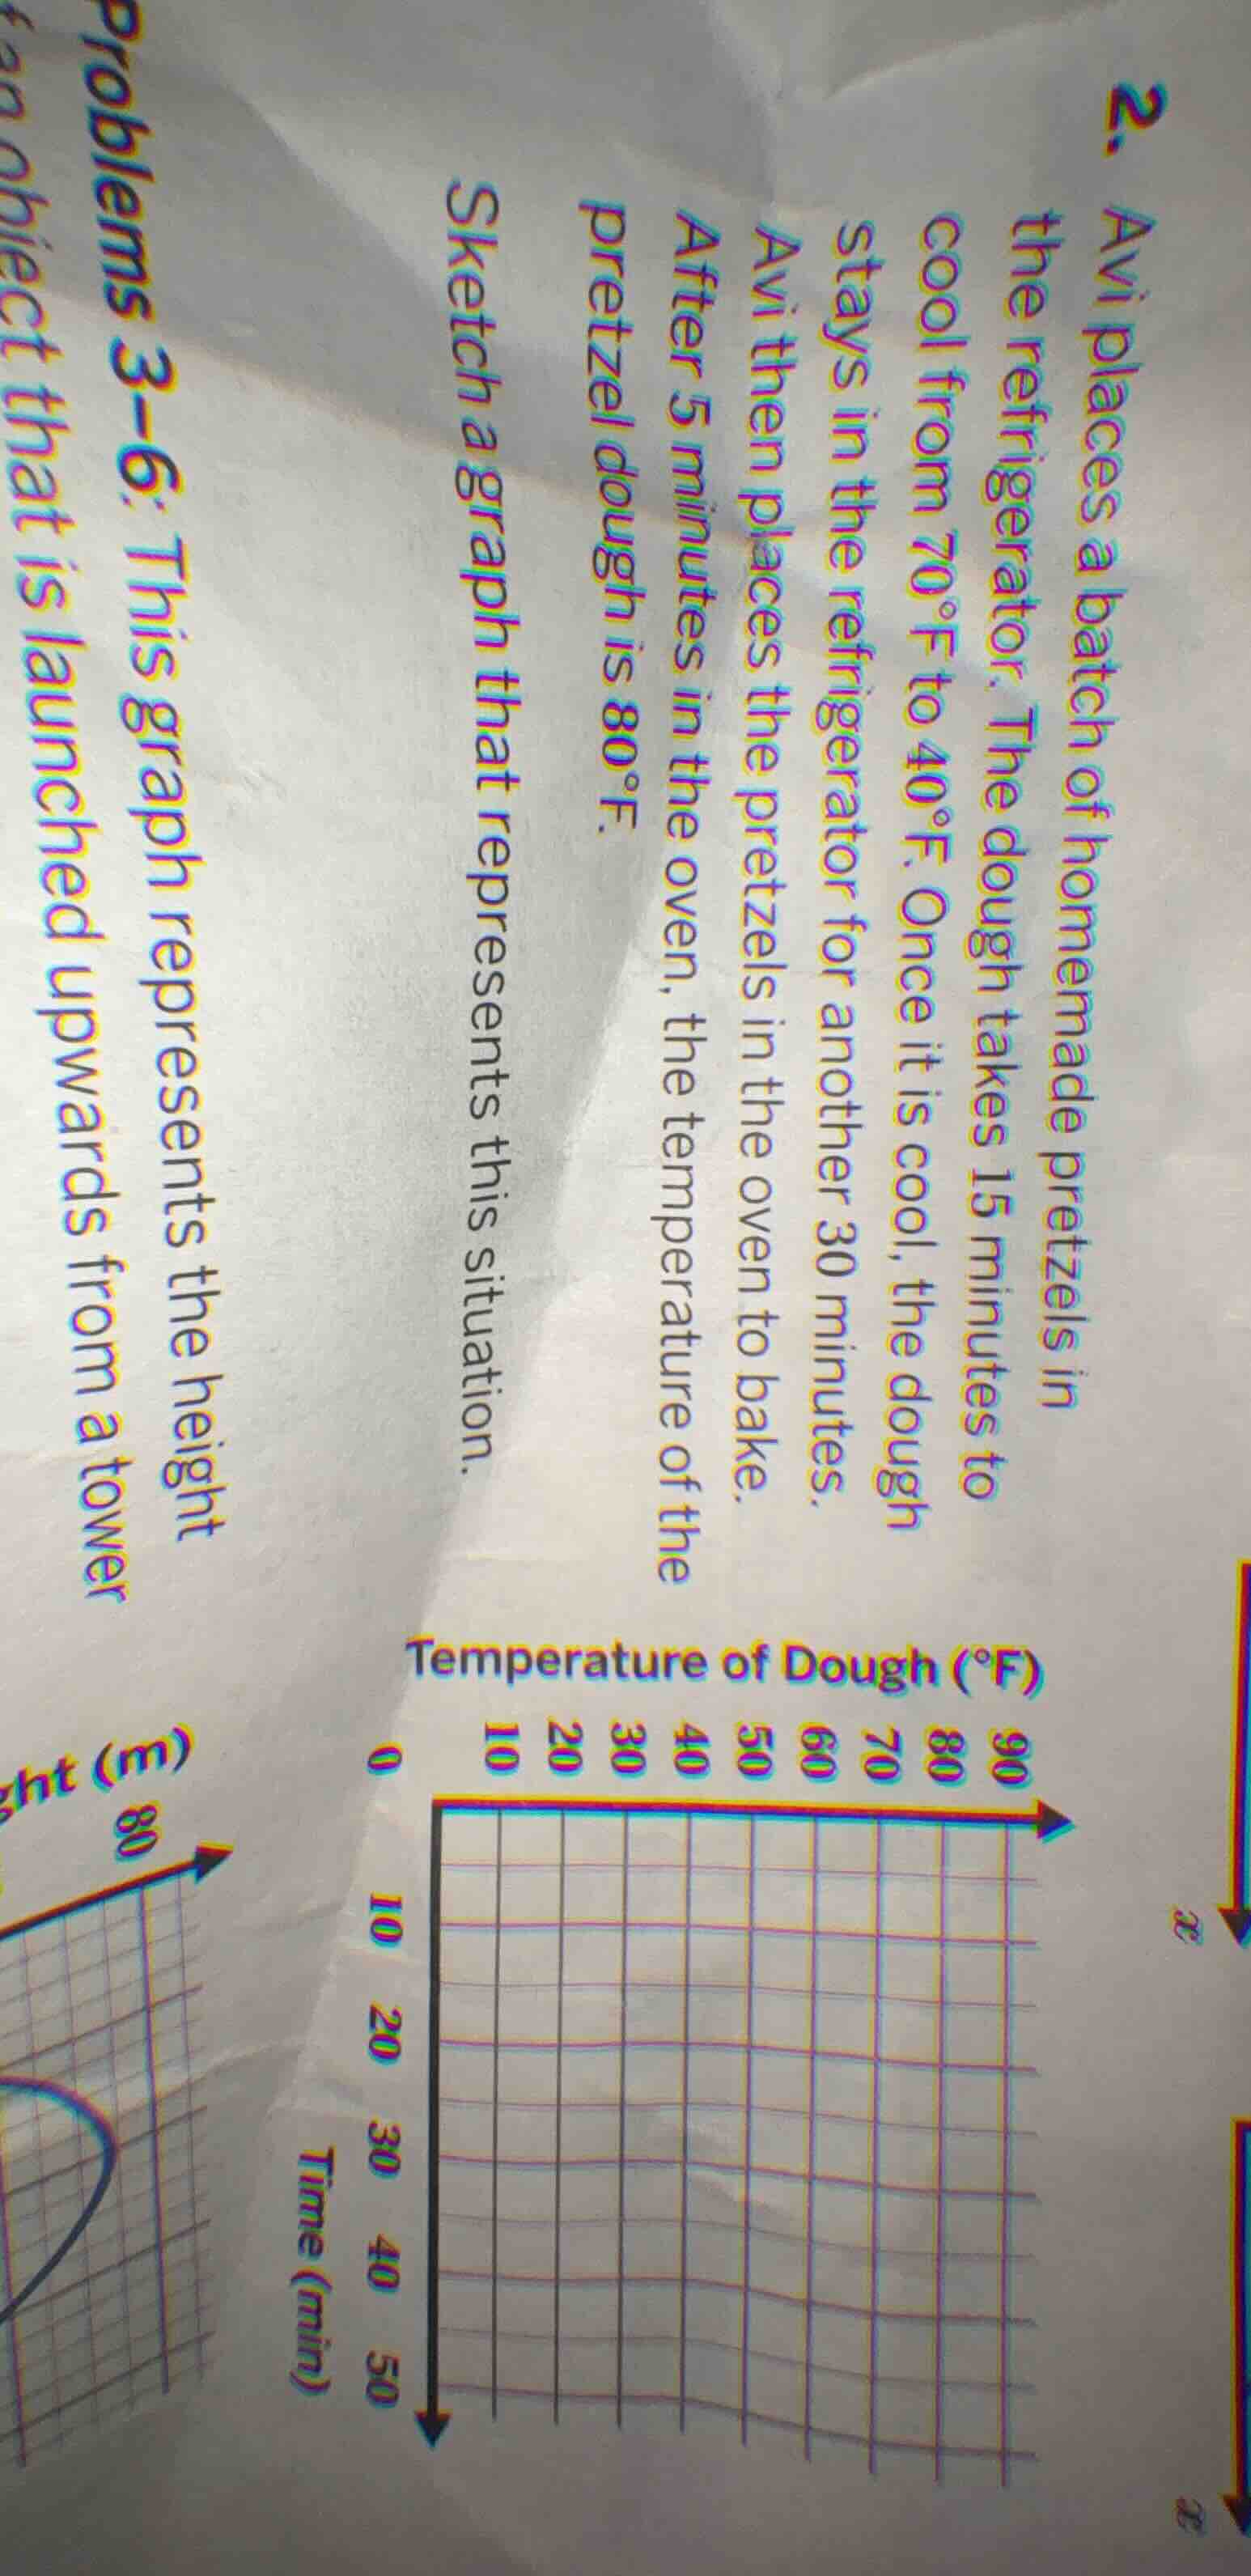 x
x
2. Avi places a batch of homemade pretzels in
the refrigerator. The dough takes 15 minutes to
cool from 70°F to 40°F. Once it is cool, the dough
stays in the refrigerator for another 30 minutes.
Avi then places the pretzels in the oven to bake.
After 5 minutes in the oven, the temperature of the
pretzel dough is 80°F.
Sketch a graph that represents this situation.
Temperature of Dough (°F)
90
80
70
60
50
40
30
20
10
0 10 20 30 40 50
Time (min)
Problems 3–6: This graph represents the height
object that is launched upwards from a tower
(m)
80